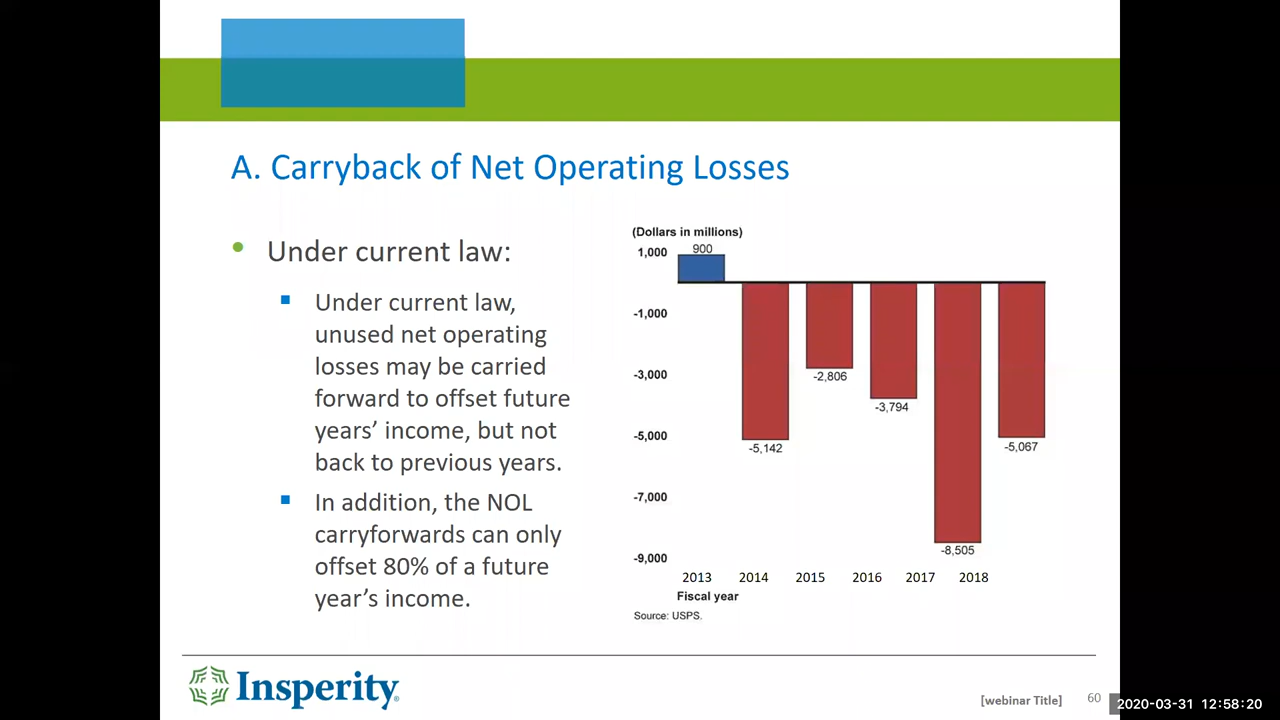 A. Carryback of Net Operating Losses
Under current law:
Under current law,
unused net operating
losses may be carried
forward to offset future
years’ income, but not
back to previous years.
In addition, the NOL
carryforwards can only
offset 80% of a future
year’s income.
(Dollars in millions)
1,000
900
-1,000
-3,000
-2,806
-3,794
-5,000
-5,142
-5,067
-7,000
-8,505
-9,000
2013 2014 2015 2016 2017 2018
Fiscal year
Source: USPS.
Insperity
[webinar Title] 60
2020-03-31 12:58:20